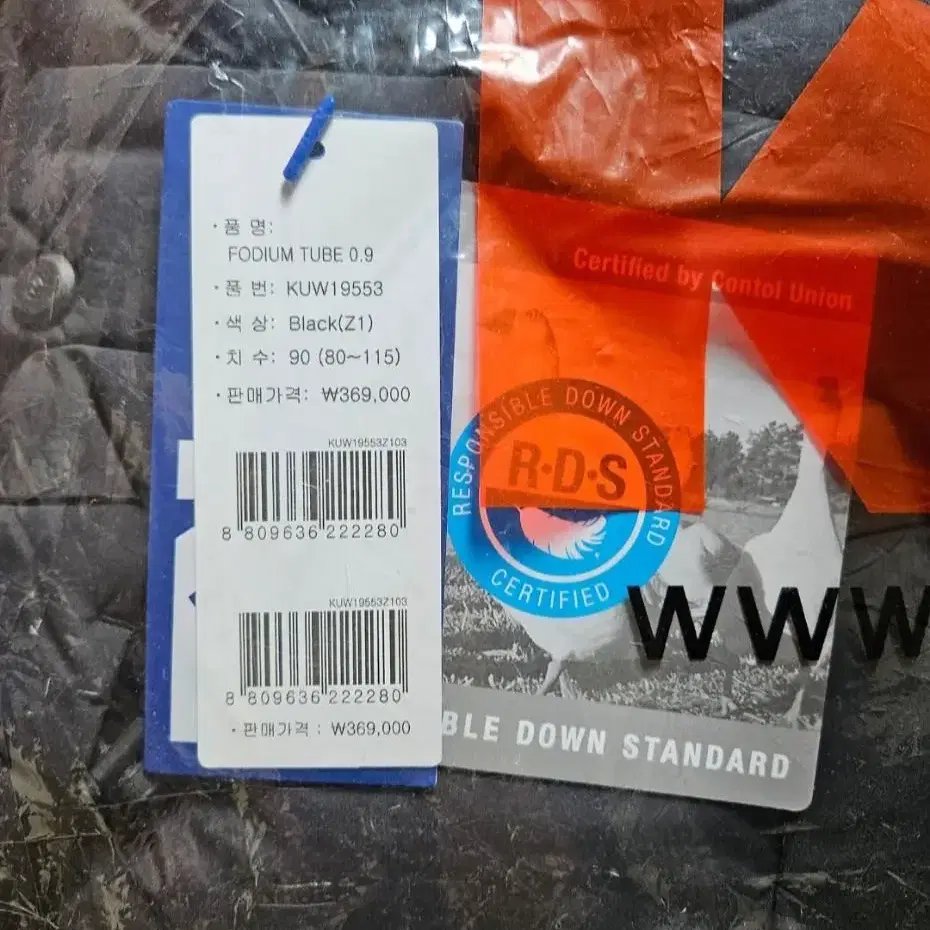 · 품 명:
FODIUM TUBE 0.9
· 품 번: KUW19553
· 색 상: Black(Z1)
· 치 수: 90 (80~115)
· 판매가격: ₩369,000
KUW19553Z103
8 809636 222280
KUW19553Z103
8 809636 222280
· 판매가격 : ₩369,000
Certified by Contol Union
RESPONSIBLE DOWN STANDARD
R·D·S
CERTIFIED
WWW
BLE DOWN STANDARD